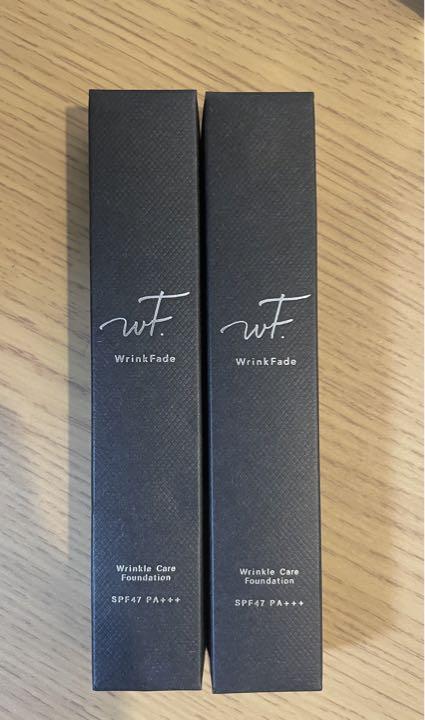 wF.
WrinkFade
Wrinkle Care
Foundation
SPF47 PA+++
wF.
WrinkFade
Wrinkle Care
Foundation
SPF47 PA+++